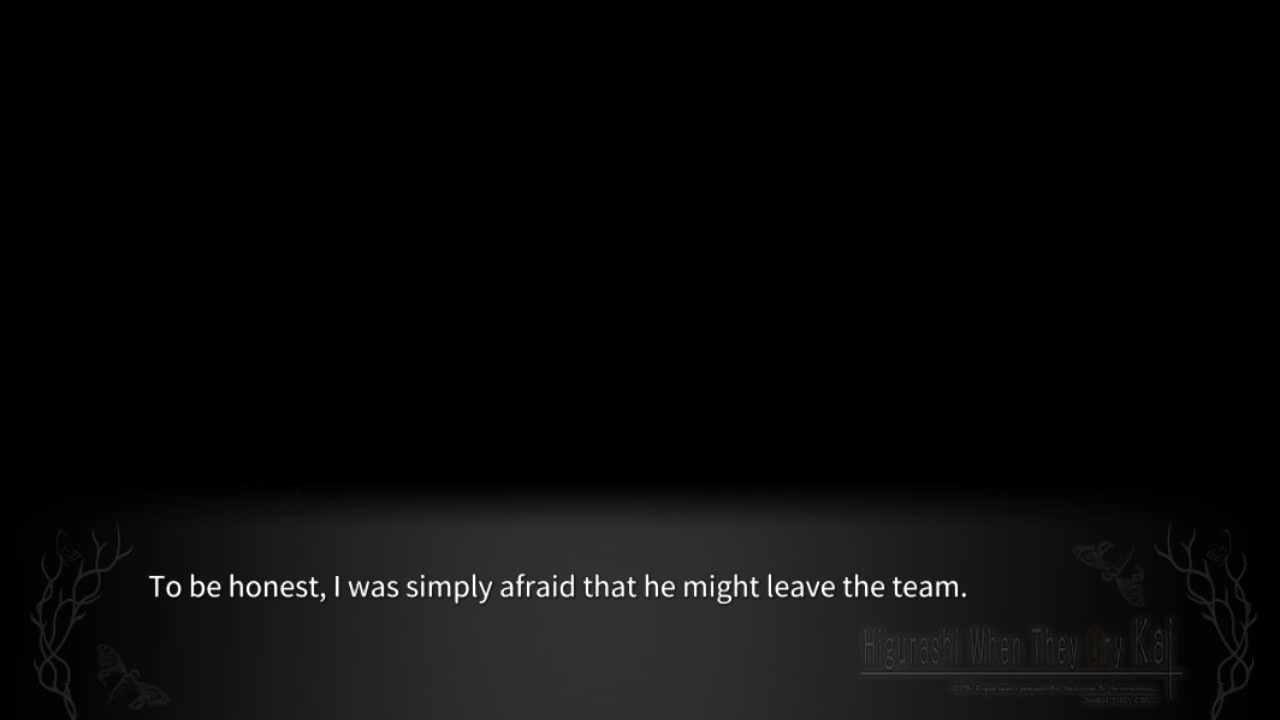 To be honest, I was simply afraid that he might leave the team.
Higurashi When They Cry Kai